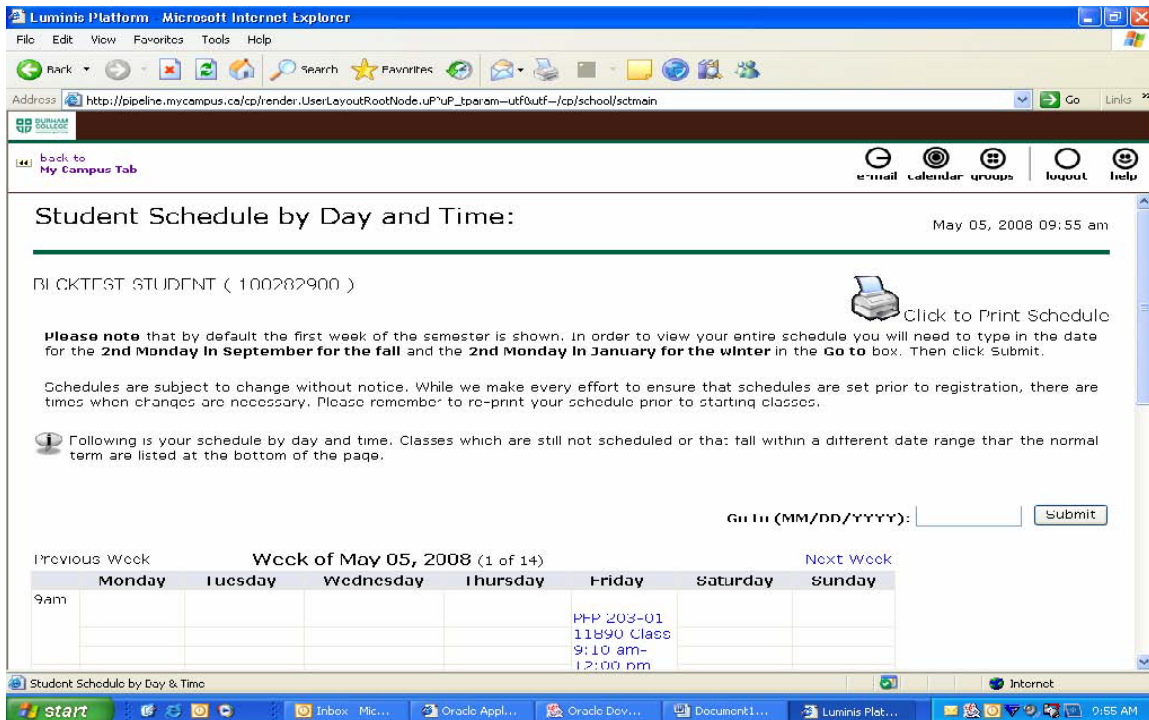 Luminis Platform - Microsoft Internet Explorer
File Edit View Favorites Tools Help
Back Search Favorites
Address http://pipeline.mycampus.ca/cp/render.UserLayoutRootNode.uP?uP_tparam=utf&utf=/cp/school/sctmain Go Links
DURHAM COLLEGE
back to
My Campus Tab
e-mail calendar groups logout help
Student Schedule by Day and Time:
May 05, 2008 09:55 am
BLCKTEST STUDENT ( 100282900 )
Click to Print Schedule
Please note that by default the first week of the semester is shown. In order to view your entire schedule you will need to type in the date
for the 2nd Monday in September for the fall and the 2nd Monday in January for the winter in the Go to box. Then click Submit.
Schedules are subject to change without notice. While we make every effort to ensure that schedules are set prior to registration, there are
times when changes are necessary. Please remember to re-print your schedule prior to starting classes.
Following is your schedule by day and time. Classes which are still not scheduled or that fall within a different date range than the normal
term are listed at the bottom of the page.
Go to (MM/DD/YYYY): Submit
Previous Week Week of May 05, 2008 (1 of 14) Next Week
Monday Tuesday Wednesday Thursday Friday Saturday Sunday
9am
PFP 203-01
11890 Class
9:10 am-
12:00 pm
Student Schedule by Day & Time Internet
start Inbox Mic... Oracle Appl... Oracle Dev... Document1... Luminis Plat... 9:55 AM